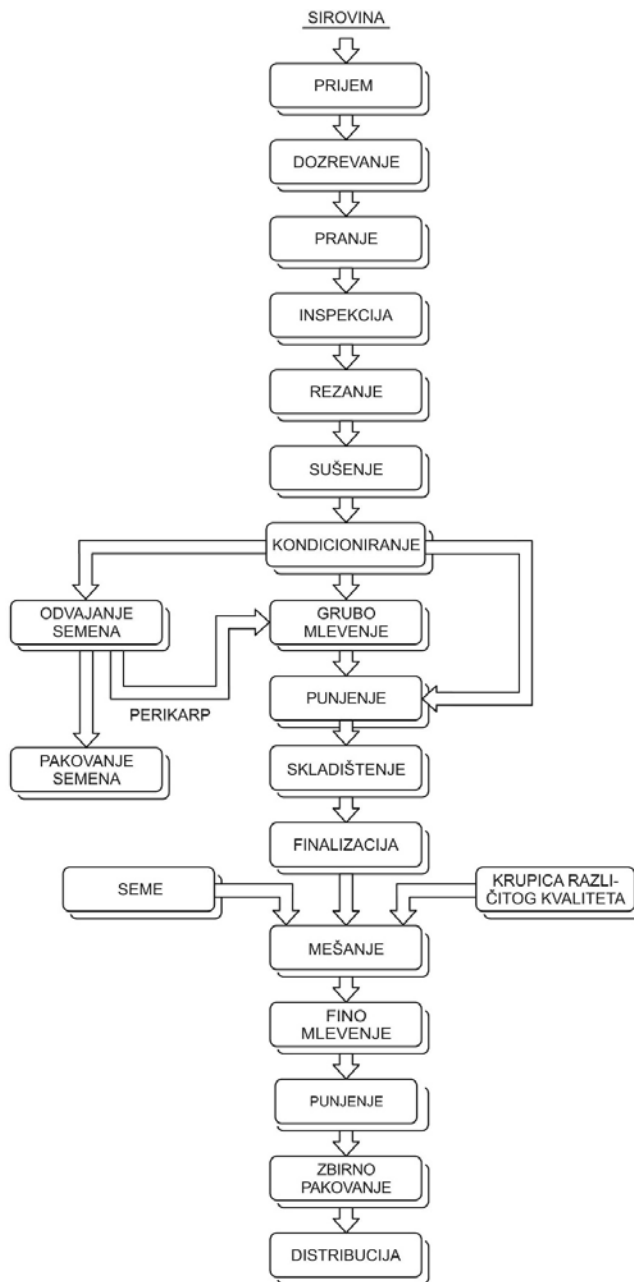 SIROVINA
PRIJEM
DOZREVANJE
PRANJE
INSPEKCIJA
REZANJE
SUŠENJE
KONDICIONIRANJE
ODVAJANJE
SEMENA
GRUBO
MLEVENJE
PERIKARP
PUNJENJE
PAKOVANJE
SEMENA
SKLADIŠTENJE
FINALIZACIJA
SEME
KRUPICA RAZLI-
ČITOG KVALITETA
MEŠANJE
FINO
MLEVENJE
PUNJENJE
ZBIRNO
PAKOVANJE
DISTRIBUCIJA